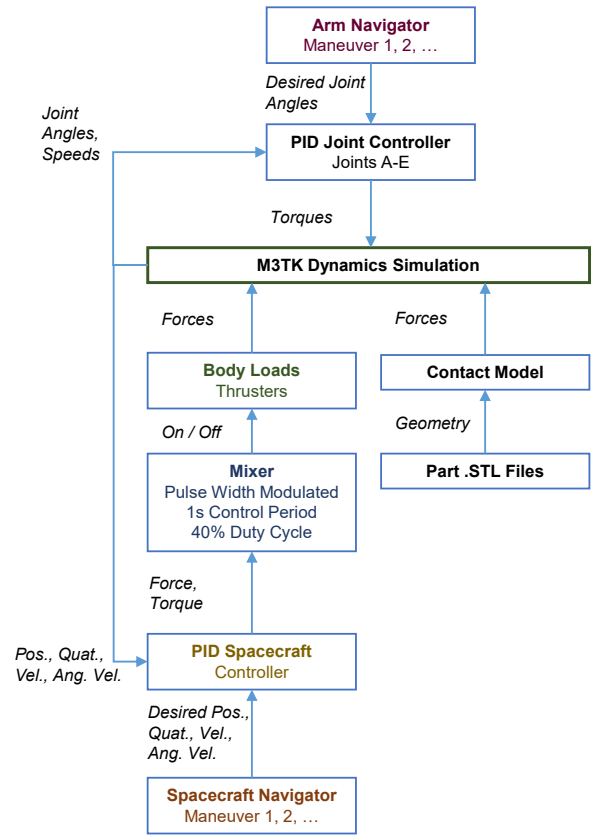 Arm Navigator
Maneuver 1, 2, …
Desired Joint
Angles
Joint
Angles,
Speeds
PID Joint Controller
Joints A-E
Torques
M3TK Dynamics Simulation
Forces
Forces
Body Loads
Thrusters
Contact Model
On / Off
Geometry
Mixer
Pulse Width Modulated
1s Control Period
40% Duty Cycle
Part .STL Files
Force,
Torque
Pos., Quat.,
Vel., Ang. Vel.
PID Spacecraft
Controller
Desired Pos.,
Quat., Vel.,
Ang. Vel.
Spacecraft Navigator
Maneuver 1, 2, …